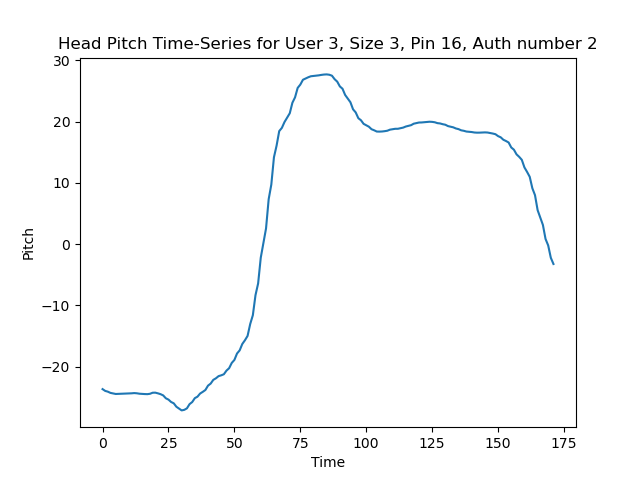 Head Pitch Time-Series for User 3, Size 3, Pin 16, Auth number 2
30
20
10
0
−10
−20
Pitch
0 25 50 75 100 125 150 175
Time